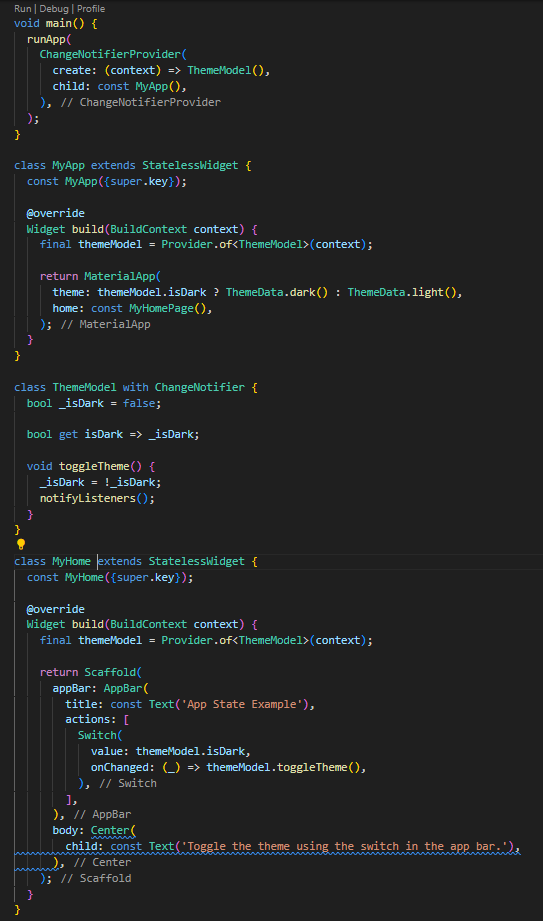 Run | Debug | Profile
void main() {
  runApp(
    ChangeNotifierProvider(
      create: (context) => ThemeModel(),
      child: const MyApp(),
    ), // ChangeNotifierProvider
  );
}
class MyApp extends StatelessWidget {
  const MyApp({super.key});
  @override
  Widget build(BuildContext context) {
    final themeModel = Provider.of<ThemeModel>(context);
    return MaterialApp(
      theme: themeModel.isDark ? ThemeData.dark() : ThemeData.light(),
      home: const MyHomePage(),
    ); // MaterialApp
  }
}
class ThemeModel with ChangeNotifier {
  bool _isDark = false;
  bool get isDark => _isDark;
  void toggleTheme() {
    _isDark = !_isDark;
    notifyListeners();
  }
}
class MyHome extends StatelessWidget {
  const MyHome({super.key});
  @override
  Widget build(BuildContext context) {
    final themeModel = Provider.of<ThemeModel>(context);
    return Scaffold(
      appBar: AppBar(
        title: const Text('App State Example'),
        actions: [
          Switch(
            value: themeModel.isDark,
            onChanged: (_) => themeModel.toggleTheme(),
          ), // Switch
        ],
      ), // AppBar
      body: Center(
        child: const Text('Toggle the theme using the switch in the app bar.'),
      ), // Center
    ); // Scaffold
  }
}